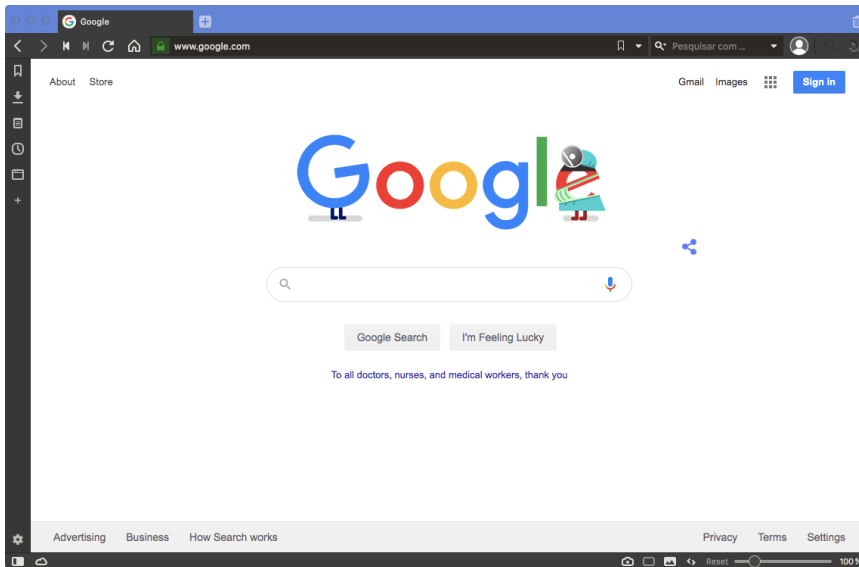 Google
www.google.com
Pesquisar com ...
About Store
Gmail Images
Sign in
Google
Google Search
I'm Feeling Lucky
To all doctors, nurses, and medical workers, thank you
Advertising Business How Search works
Privacy Terms Settings
Reset
100%